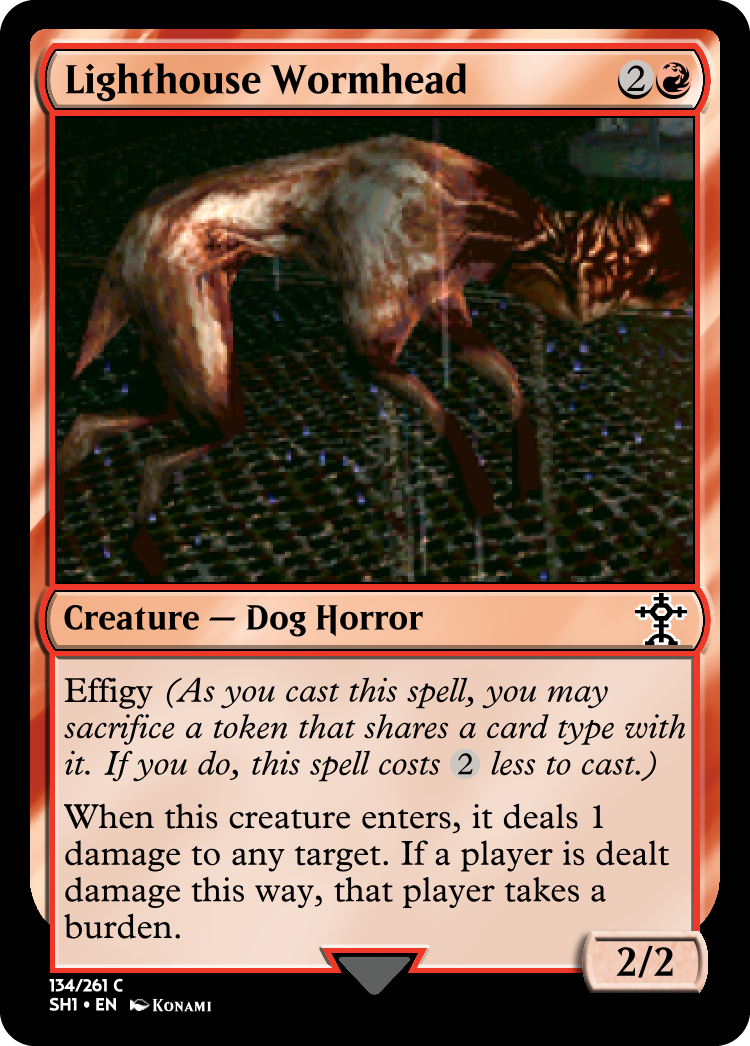 Lighthouse Wormhead 2
Creature — Dog Horror
Effigy (As you cast this spell, you may
sacrifice a token that shares a card type with
it. If you do, this spell costs 2 less to cast.)
When this creature enters, it deals 1
damage to any target. If a player is dealt
damage this way, that player takes a
burden.
2/2
134/261 C
SH1 • EN KONAMI